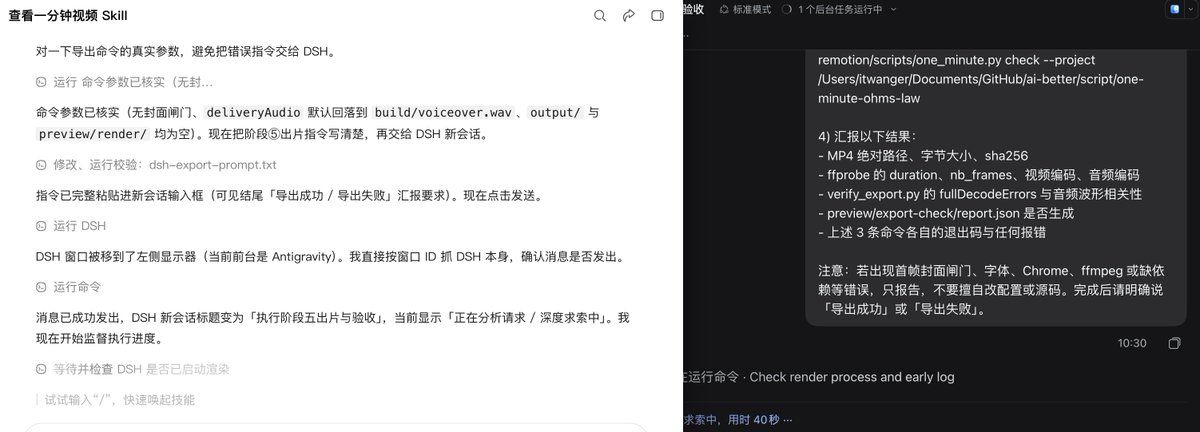 查看一分钟视频 Skill
对一下导出命令的真实参数，避免把错误指令交给 DSH。
运行 命令参数已核实（无封…
命令参数已核实（无封面闸门、deliveryAudio 默认回落到 build/voiceover.wav、output/ 与
preview/render/ 均为空）。现在把阶段⑤出片指令写清楚，再交给 DSH 新会话。
修改、运行校验：dsh-export-prompt.txt
指令已完整粘贴进新会话输入框（可见结尾「导出成功 / 导出失败」汇报要求）。现在点击发送。
运行 DSH
DSH 窗口被移到了左侧显示器（当前前台是 Antigravity）。我直接按窗口 ID 抓 DSH 本身，确认消息是否发出。
运行命令
消息已成功发出，DSH 新会话标题变为「执行阶段五出片与验收」，当前显示「正在分析请求 / 深度求索中」。我
现在开始监督执行进度。
等待并检查 DSH 是否已启动渲染
试试输入“/”，快速唤起技能
验收 标准模式 1 个后台任务运行中
remotion/scripts/one_minute.py check --project
/Users/itwanger/Documents/GitHub/ai-better/script/one-
minute-ohms-law
4) 汇报以下结果：
- MP4 绝对路径、字节大小、sha256
- ffprobe 的 duration、nb_frames、视频编码、音频编码
- verify_export.py 的 fullDecodeErrors 与音频波形相关性
- preview/export-check/report.json 是否生成
- 上述 3 条命令各自的退出码与任何报错
注意：若出现首帧封面闸门、字体、Chrome、ffmpeg 或缺依
赖等错误，只报告，不要擅自改配置或源码。完成后请明确说
「导出成功」或「导出失败」。
10:30
在运行命令 · Check render process and early log
求索中，用时 40 秒 ···